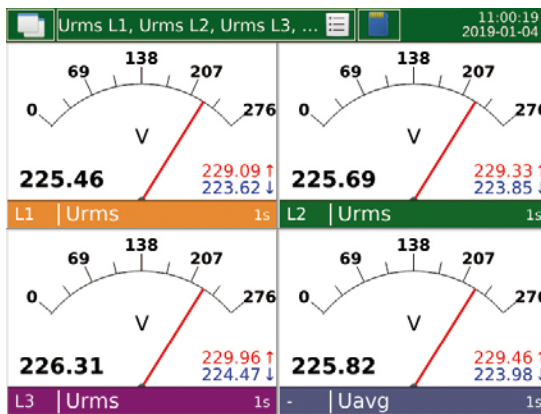 Urms L1, Urms L2, Urms L3, ...
11:00:19
2019-01-04
0 69 138 207 276
V
225.46
229.09 ↑
223.62 ↓
L1 | Urms 1s
0 69 138 207 276
V
225.69
229.33 ↑
223.85 ↓
L2 | Urms 1s
0 69 138 207 276
V
226.31
229.96 ↑
224.47 ↓
L3 | Urms 1s
0 69 138 207 276
V
225.82
229.46 ↑
223.98 ↓
- | Uavg 1s